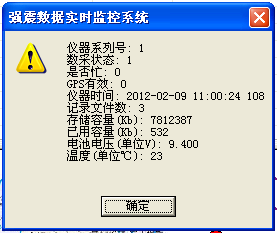 强震数据实时监控系统
仪器系列号: 1
数采状态: 1
是否忙: 0
GPS有效: 0
仪器时间: 2012-02-09 11:00:24 108
记录文件数: 3
存储容量(Kb): 7812387
已用容量(Kb): 532
电池电压(单位V): 9.400
温度(单位℃): 23
确定